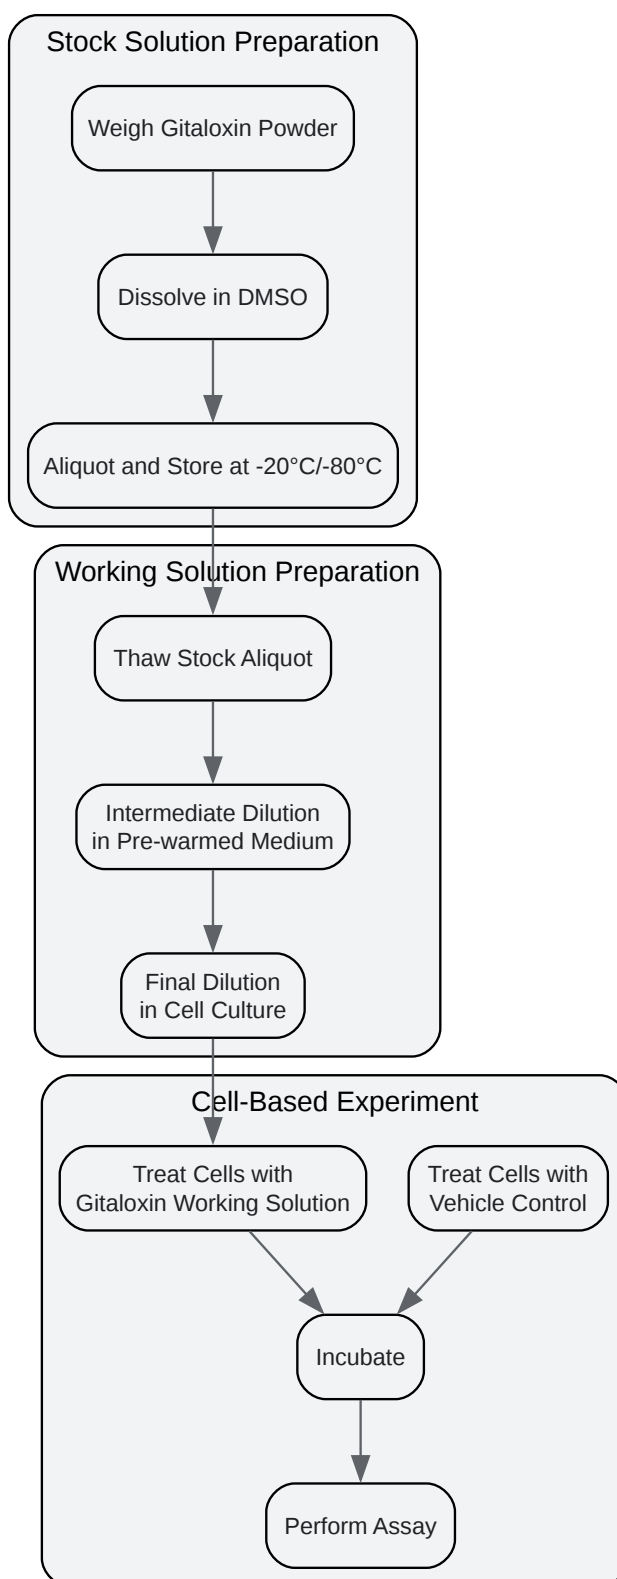 Stock Solution Preparation
Weigh Gitaloxin Powder
Dissolve in DMSO
Aliquot and Store at -20°C/-80°C
Working Solution Preparation
Thaw Stock Aliquot
Intermediate Dilution
in Pre-warmed Medium
Final Dilution
in Cell Culture
Cell-Based Experiment
Treat Cells with
Gitaloxin Working Solution
Treat Cells with
Vehicle Control
Incubate
Perform Assay